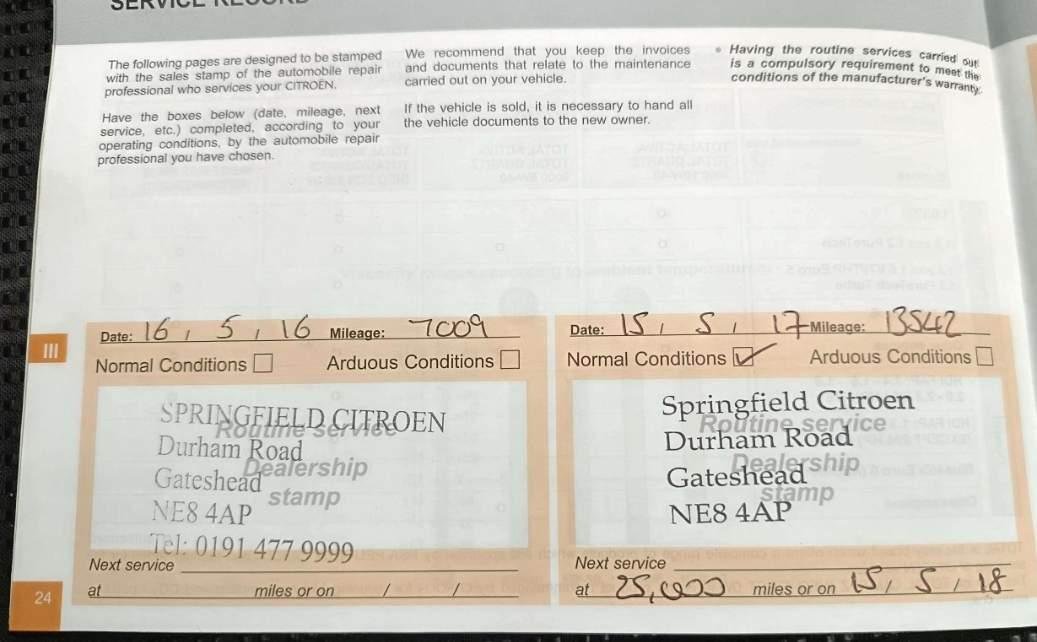 SERVICE RECORD
The following pages are designed to be stamped
with the sales stamp of the automobile repair
professional who services your CITROËN.
Have the boxes below (date, mileage, next
service, etc.) completed, according to your
operating conditions, by the automobile repair
professional you have chosen.
We recommend that you keep the invoices
and documents that relate to the maintenance
carried out on your vehicle.
If the vehicle is sold, it is necessary to hand all
the vehicle documents to the new owner.
• Having the routine services carried out
is a compulsory requirement to meet the
conditions of the manufacturer's warranty.
III
Date: 16 / 5 / 16 Mileage: 7009
Normal Conditions Arduous Conditions
SPRINGFIELD CITROEN
Routine service
Durham Road
Dealership
Gateshead
stamp
NE8 4AP
Tel: 0191 477 9999
Next service
at miles or on / /
Date: 15 / 5 / 17 Mileage: 13542
Normal Conditions ✓ Arduous Conditions
Springfield Citroen
Routine service
Durham Road
Dealership
Gateshead
stamp
NE8 4AP
Next service
at 25,000 miles or on 15 / 5 / 18
24